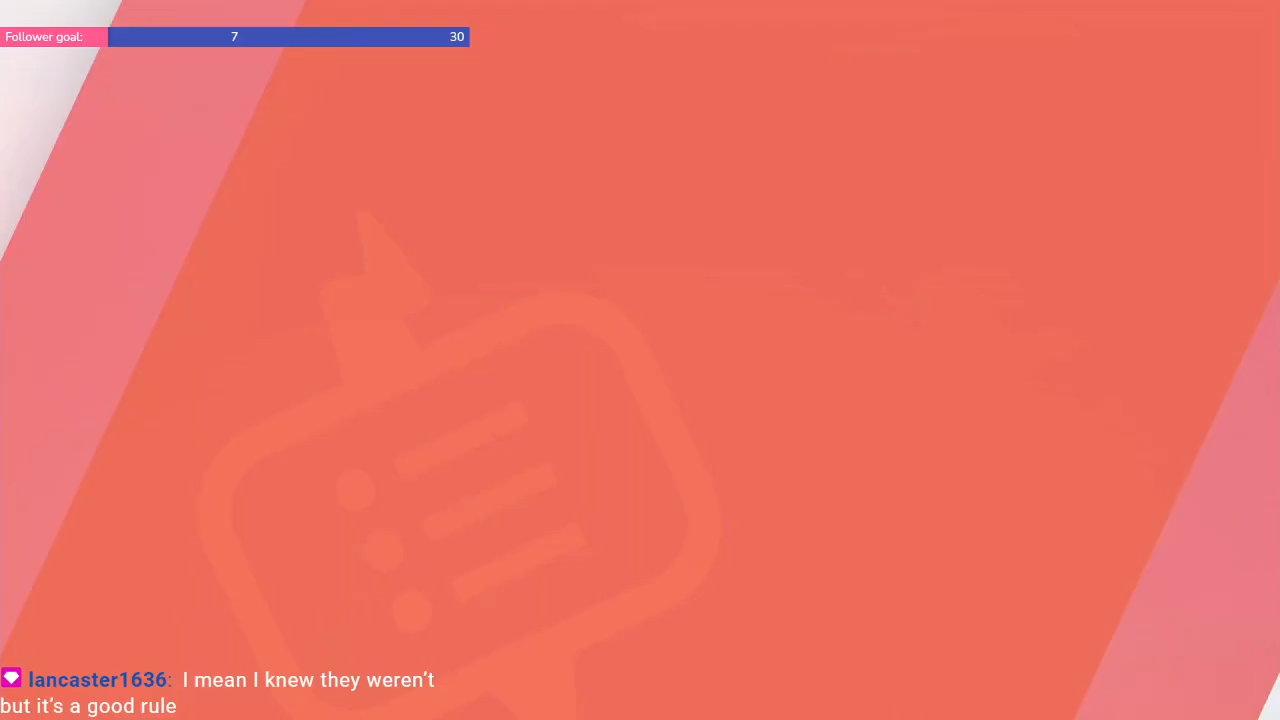 Follower goal: 7 30
lancaster1636: I mean I knew they weren’t
but it’s a good rule